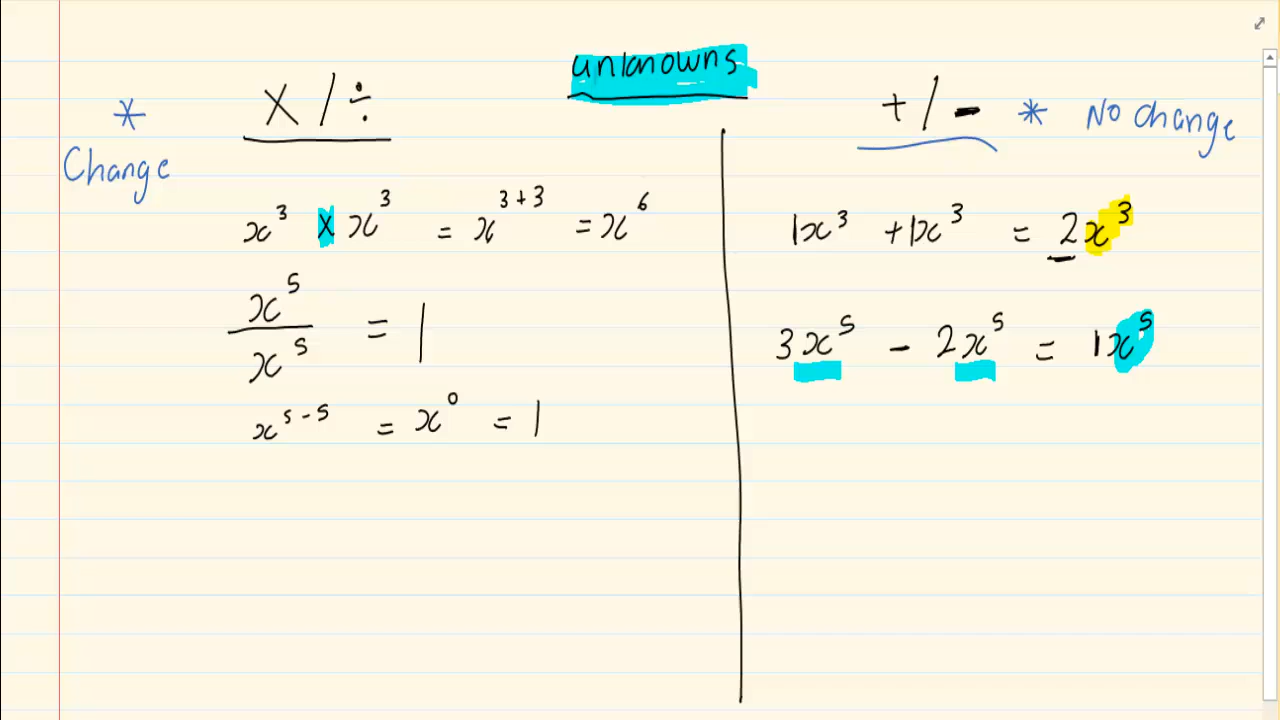 unknowns
* Change
× / ÷
x³ × x³ = x³⁺³ = x⁶
x⁵/x⁵ = 1
x⁵⁻⁵ = x⁰ = 1
+ / - * No change
1x³ + 1x³ = 2x³
3x⁵ - 2x⁵ = 1x⁵